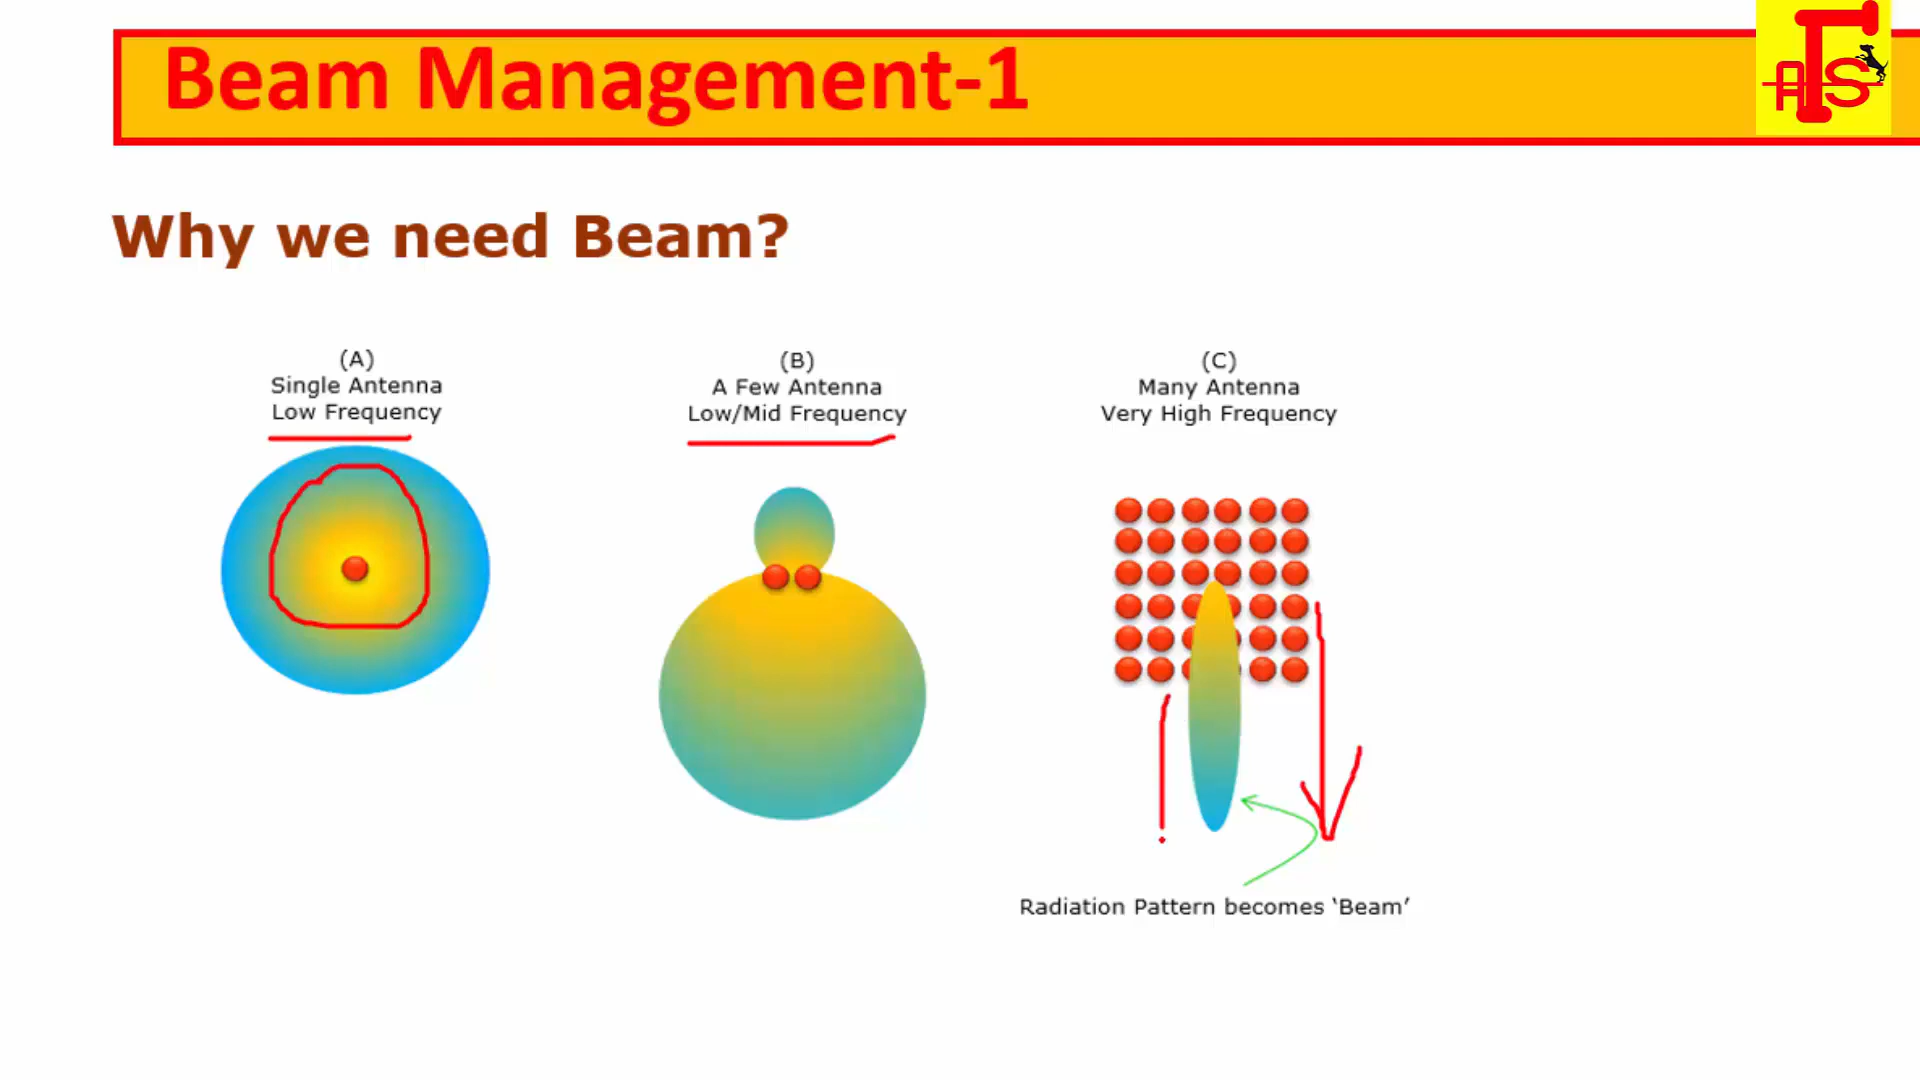 Beam Management-1
AFS
Why we need Beam?
(A)
Single Antenna
Low Frequency
(B)
A Few Antenna
Low/Mid Frequency
(C)
Many Antenna
Very High Frequency
Radiation Pattern becomes ‘Beam’